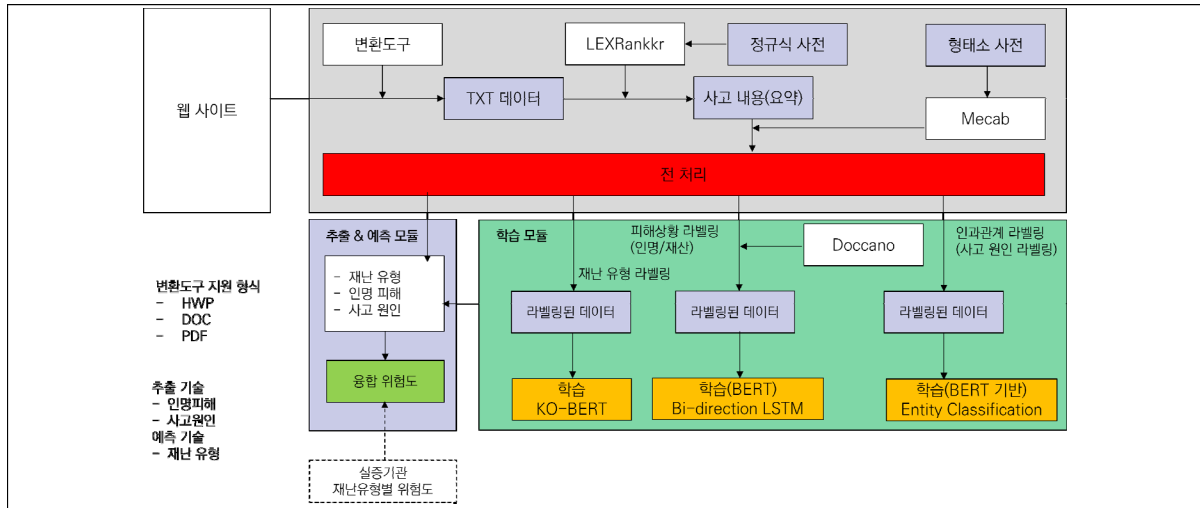 변환도구
LEXRankkr
정규식 사전
형태소 사전
웹 사이트
TXT 데이터
사고 내용(요약)
Mecab
전 처리
추출 & 예측 모듈
- 재난 유형
- 인명 피해
- 사고 원인
융합 위험도
실증기관
재난유형별 위험도
학습 모듈
재난 유형 라벨링
피해상황 라벨링
(인명/재산)
Doccano
인과관계 라벨링
(사고 원인 라벨링)
라벨링된 데이터
라벨링된 데이터
라벨링된 데이터
학습
KO-BERT
학습(BERT)
Bi-direction LSTM
학습(BERT 기반)
Entity Classification
변환도구 지원 형식
- HWP
- DOC
- PDF
추출 기술
- 인명피해
- 사고원인
예측 기술
- 재난 유형